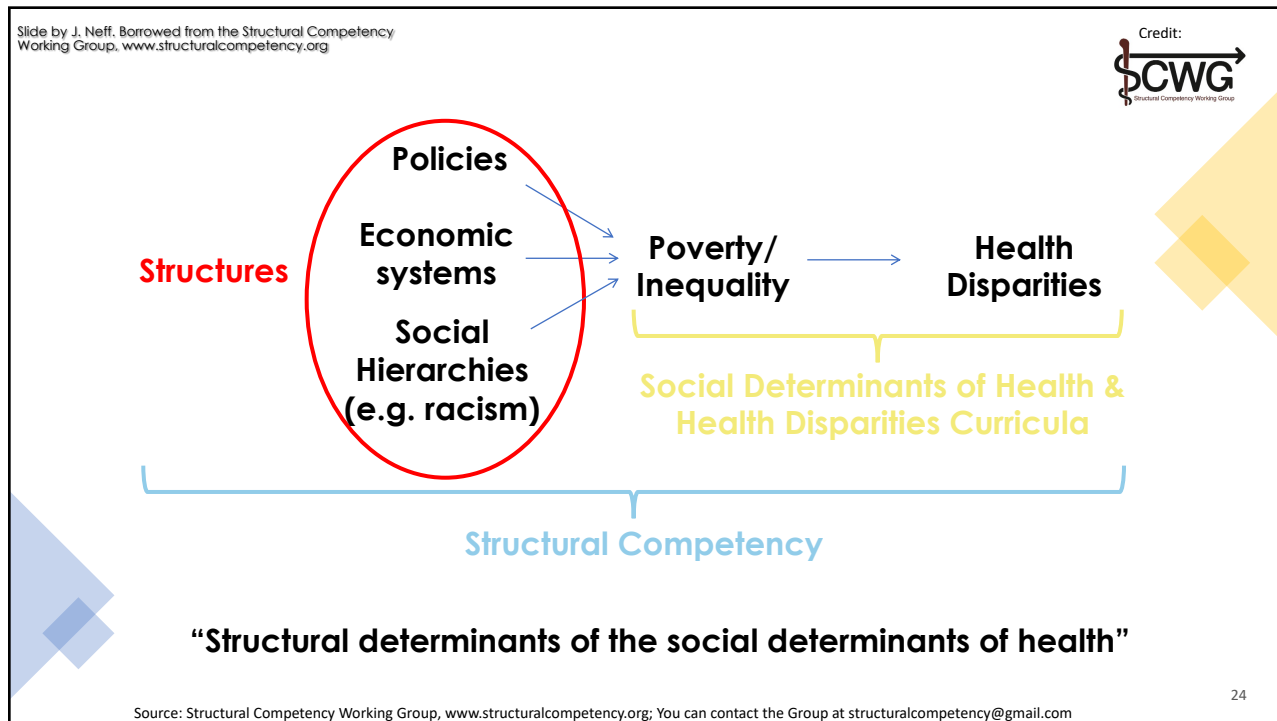 Slide by J. Neff. Borrowed from the Structural Competency
Working Group, www.structuralcompetency.org
Credit:
SCWG
Structural Competency Working Group
Policies
Economic
systems
Structures
Social
Hierarchies
(e.g. racism)
Poverty/
Inequality
Health
Disparities
Social Determinants of Health &
Health Disparities Curricula
Structural Competency
“Structural determinants of the social determinants of health”
24
Source: Structural Competency Working Group, www.structuralcompetency.org; You can contact the Group at structuralcompetency@gmail.com